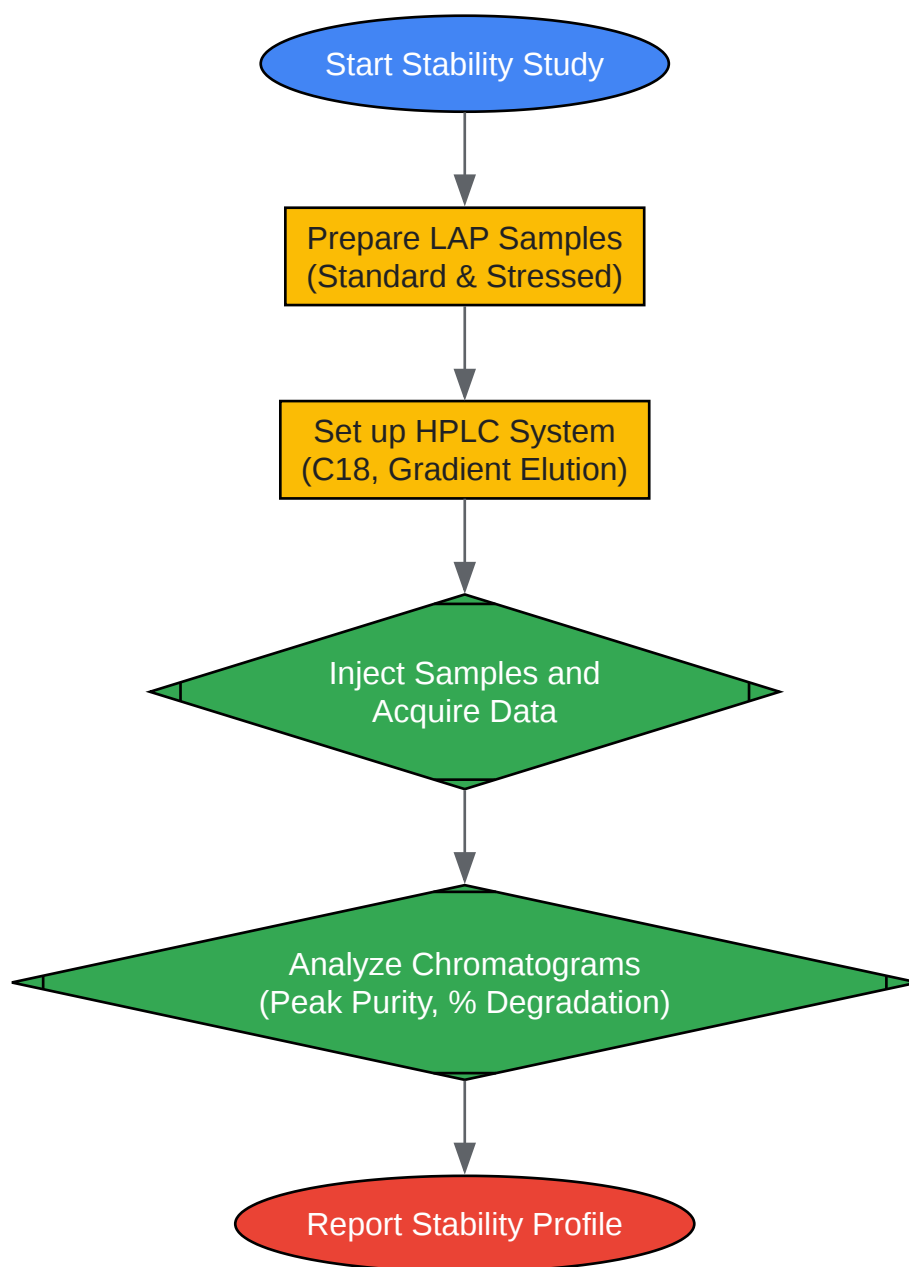 Start Stability Study
Prepare LAP Samples
(Standard & Stressed)
Set up HPLC System
(C18, Gradient Elution)
Inject Samples and
Acquire Data
Analyze Chromatograms
(Peak Purity, % Degradation)
Report Stability Profile